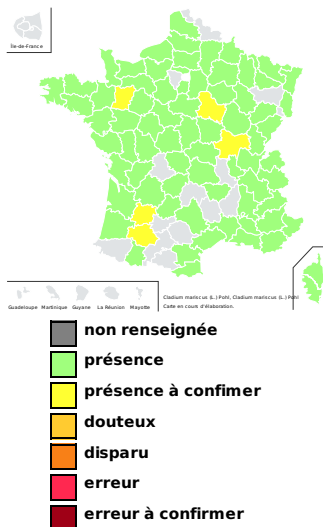 Île-de-France
Guadeloupe Martinique Guyane La Réunion Mayotte
Cladium mariscus (L.) Pohl, Cladium mariscus (L.) Pohl
Carte en cours d'élaboration.
non renseignée
présence
présence à confimer
douteux
disparu
erreur
erreur à confirmer